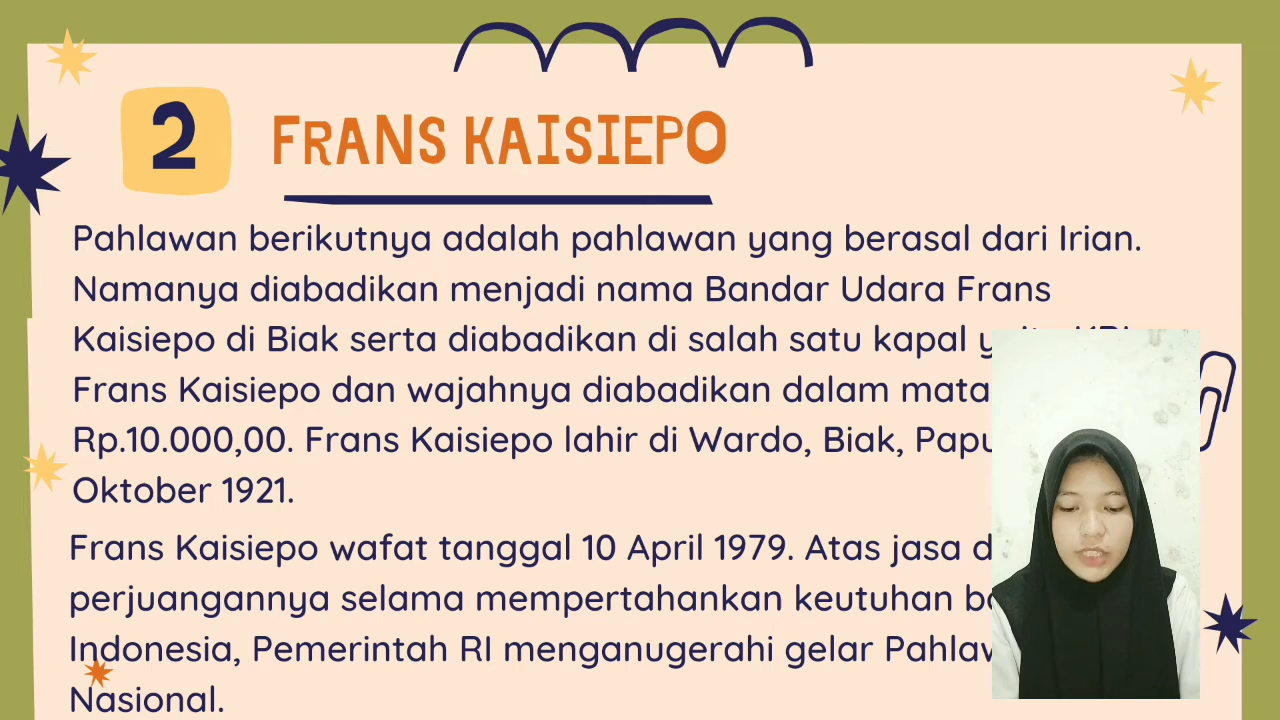 2
FRANS KAISIEPO
Pahlawan berikutnya adalah pahlawan yang berasal dari Irian.
Namanya diabadikan menjadi nama Bandar Udara Frans
Kaisiepo di Biak serta diabadikan di salah satu kapal
Frans Kaisiepo dan wajahnya diabadikan dalam mata
Rp.10.000,00. Frans Kaisiepo lahir di Wardo, Biak,
Oktober 1921.
Frans Kaisiepo wafat tanggal 10 April 1979. Atas jasa
perjuangannya selama mempertahankan keutuhan
Indonesia, Pemerintah RI menganugerahi gelar
Nasional.